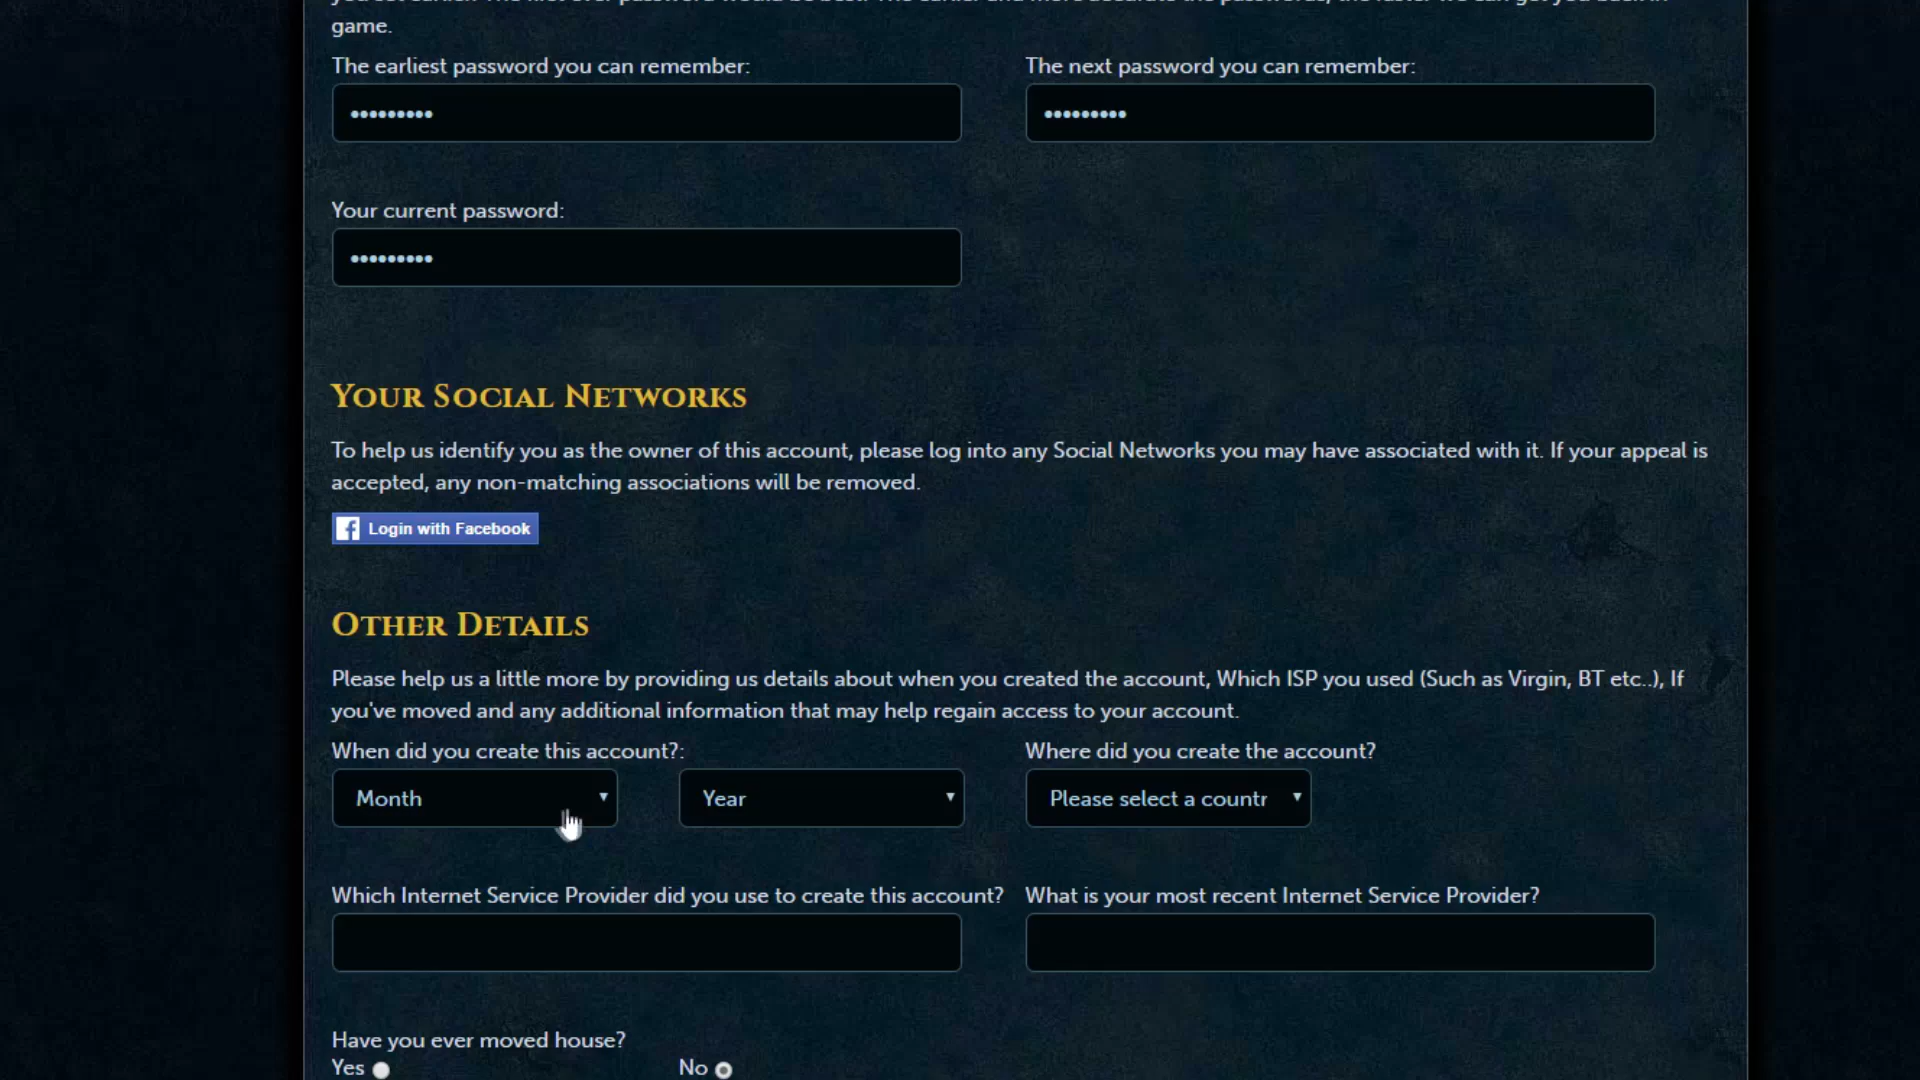 game.
The earliest password you can remember:
The next password you can remember:
•••••••••
•••••••••
Your current password:
•••••••••
Your Social Networks
To help us identify you as the owner of this account, please log into any Social Networks you may have associated with it. If your appeal is
accepted, any non-matching associations will be removed.
Login with Facebook
Other Details
Please help us a little more by providing us details about when you created the account, Which ISP you used (Such as Virgin, BT etc..), If
you've moved and any additional information that may help regain access to your account.
When did you create this account?:
Where did you create the account?
Month
Year
Please select a countr
Which Internet Service Provider did you use to create this account?
What is your most recent Internet Service Provider?
Have you ever moved house?
Yes
No